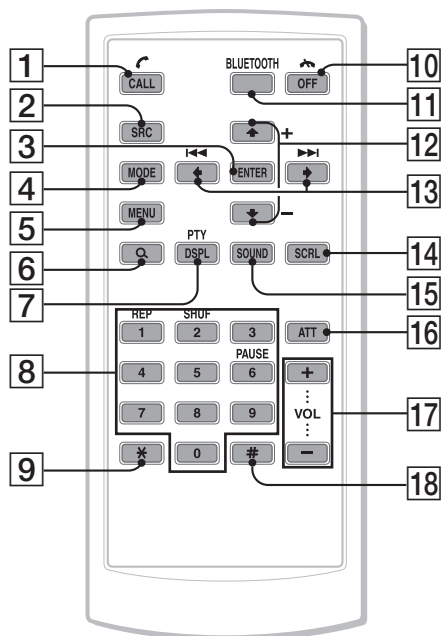 1 CALL BLUETOOTH OFF 10
11
2 SRC + 12
3
4 MODE ENTER 13
5 MENU −
6 PTY
DSPL SOUND SCRL 14
7 15
REP SHUF
1 2 3 ATT 16
PAUSE
8 4 5 6 + 17
VOL
7 8 9 −
9 * 0 # 18